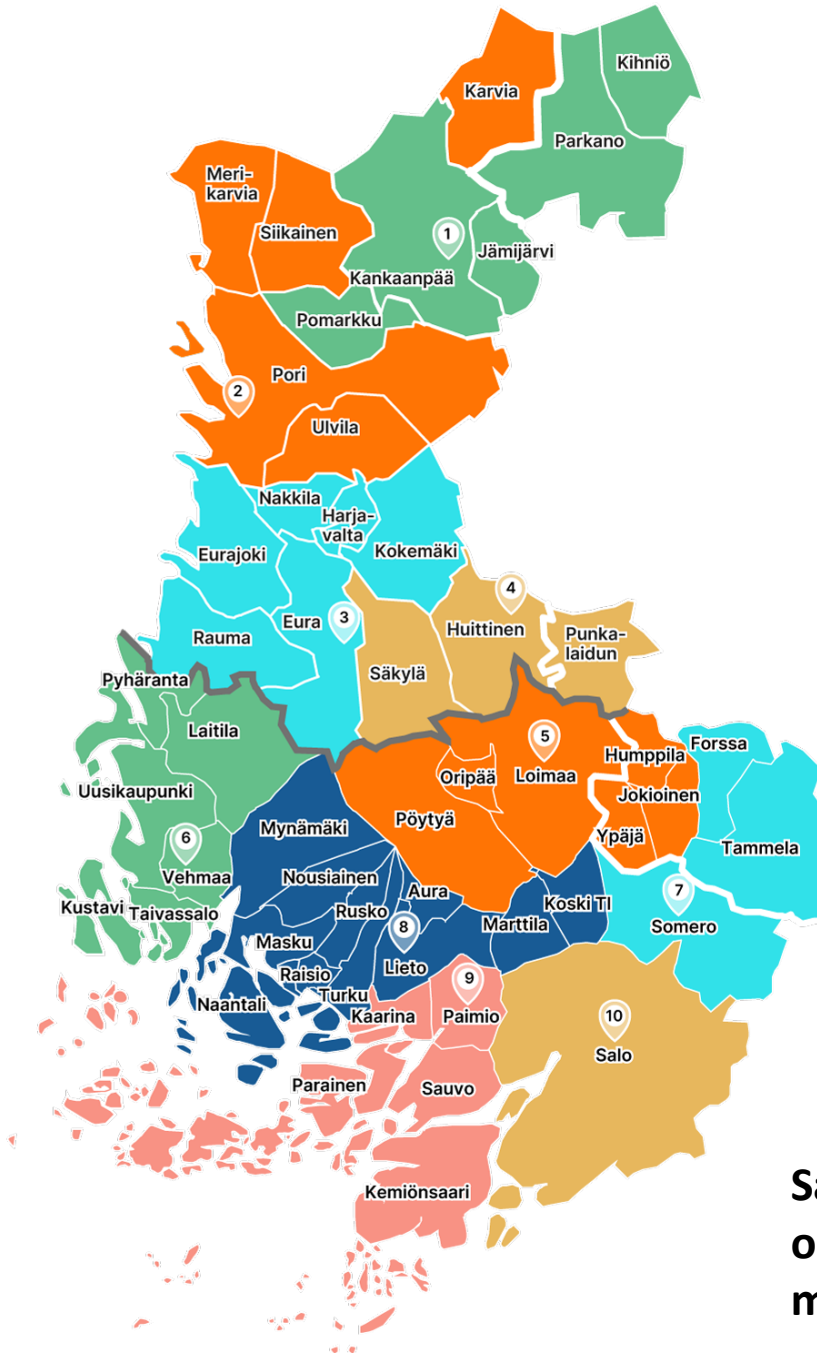 Kihniö
Karvia
Parkano
Meri-
karvia
Siikainen
1
Jämijärvi
Kankaanpää
Pomarkku
Pori
2
Ulvila
Nakkila
Harja-
valta
Eurajoki
Kokemäki
4
Eura
3
Huittinen
Punka-
laidun
Rauma
Säkylä
Pyhäranta
Laitila
5
Forssa
Humppila
Oripää
Loimaa
Uusikaupunki
Jokioinen
Pöytyä
Mynämäki
Ypäjä
6
Tammela
Vehmaa
Nousiainen
Aura
7
Kustavi
Taivassalo
Rusko
Koski Tl
8
Marttila
Somero
Masku
Lieto
Raisio
9
Naantali
Turku
Kaarina
Paimio
10
Salo
Parainen
Sauvo
Kemiönsaari